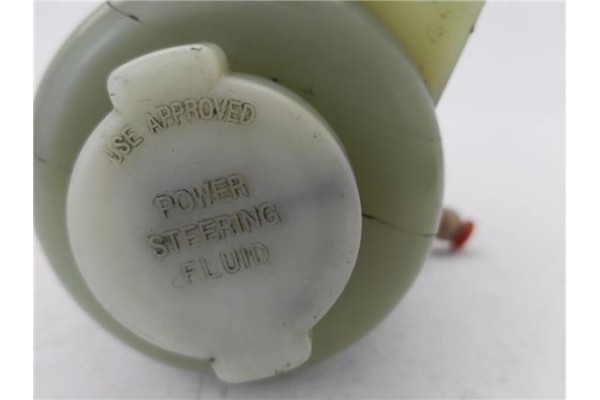 USE APPROVED
POWER
STEERING
FLUID